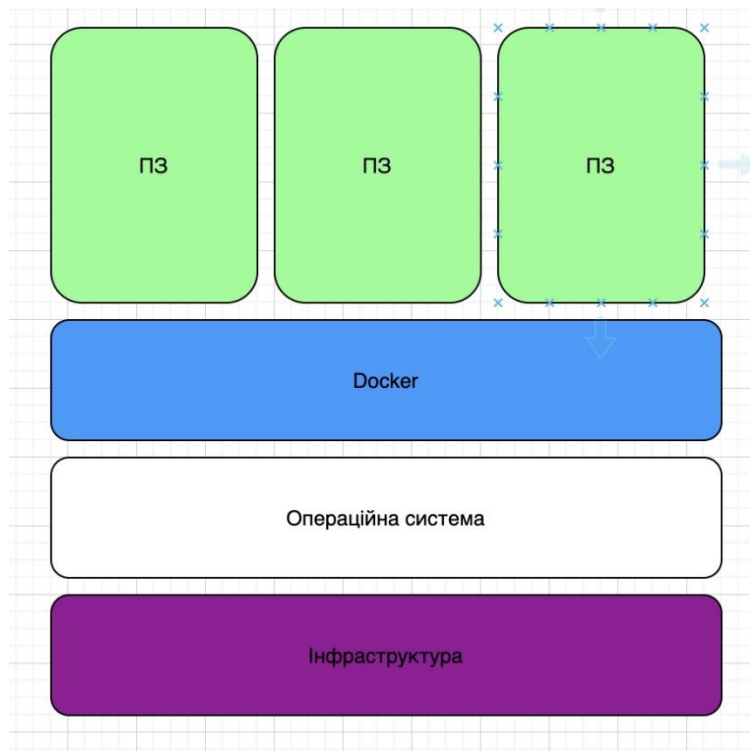 ПЗ
ПЗ
ПЗ
Docker
Операційна система
Інфраструктура